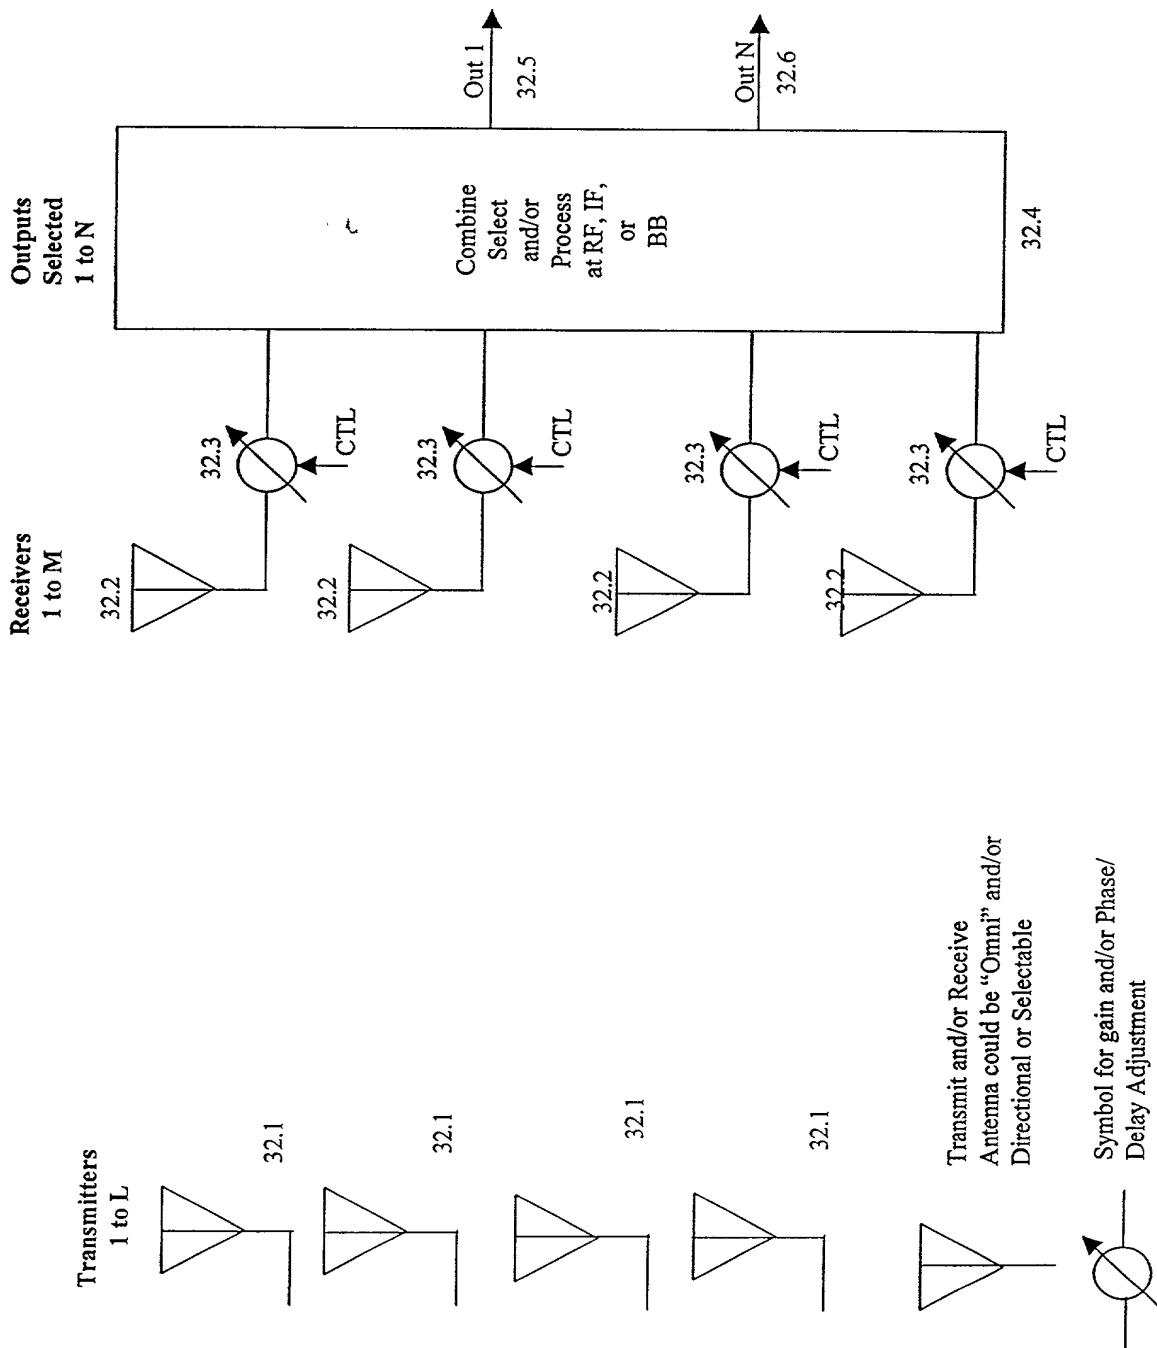 Transmitters
1 to L
32.1
32.1
32.1
32.1
Transmit and/or Receive
Antenna could be “Omni” and/or
Directional or Selectable
Symbol for gain and/or Phase/
Delay Adjustment
Receivers
1 to M
32.2
32.2
32.2
32.2
32.3
CTL
32.3
CTL
32.3
CTL
32.3
CTL
Outputs
Selected
1 to N
Combine
Select
and/or
Process
at RF, IF,
or
BB
32.4
Out 1
32.5
Out N
32.6